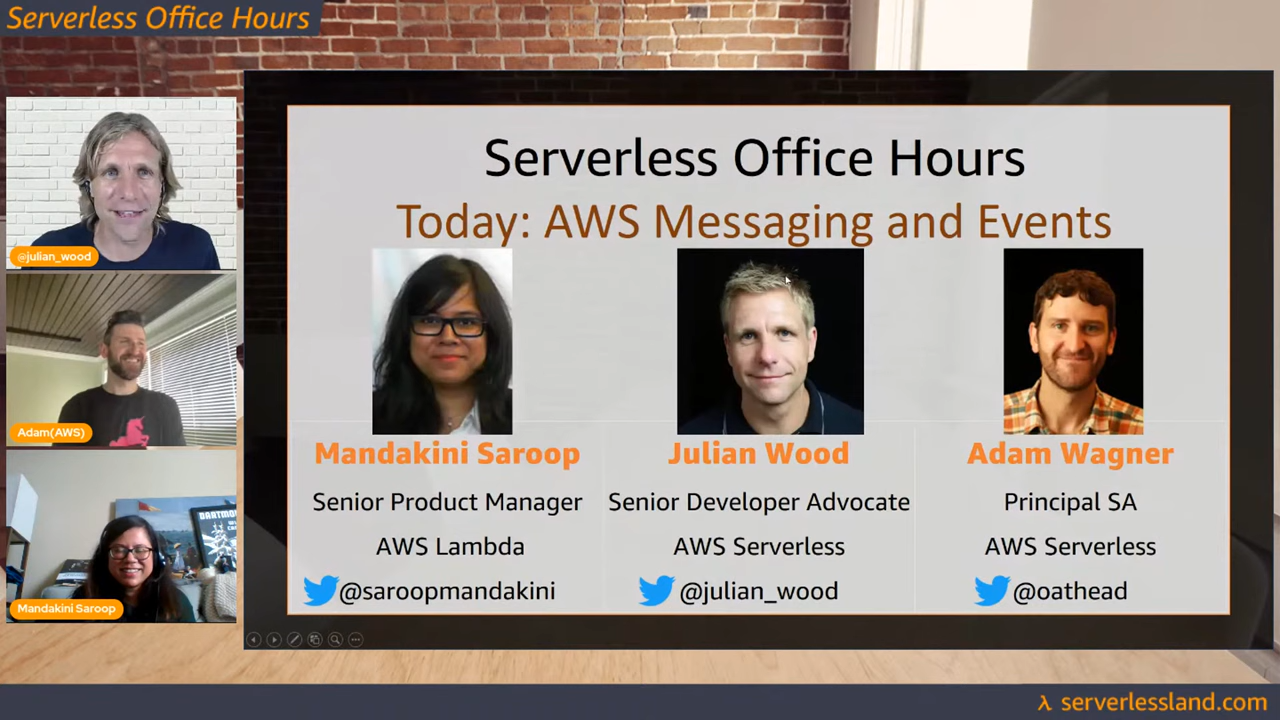 Serverless Office Hours
@julian_wood
Adam(AWS)
DARTMO
Mandakini Saroop
Serverless Office Hours
Today: AWS Messaging and Events
Mandakini Saroop
Senior Product Manager
AWS Lambda
@saroopmandakini
Julian Wood
Senior Developer Advocate
AWS Serverless
@julian_wood
Adam Wagner
Principal SA
AWS Serverless
@oathead
λ serverlessland.com